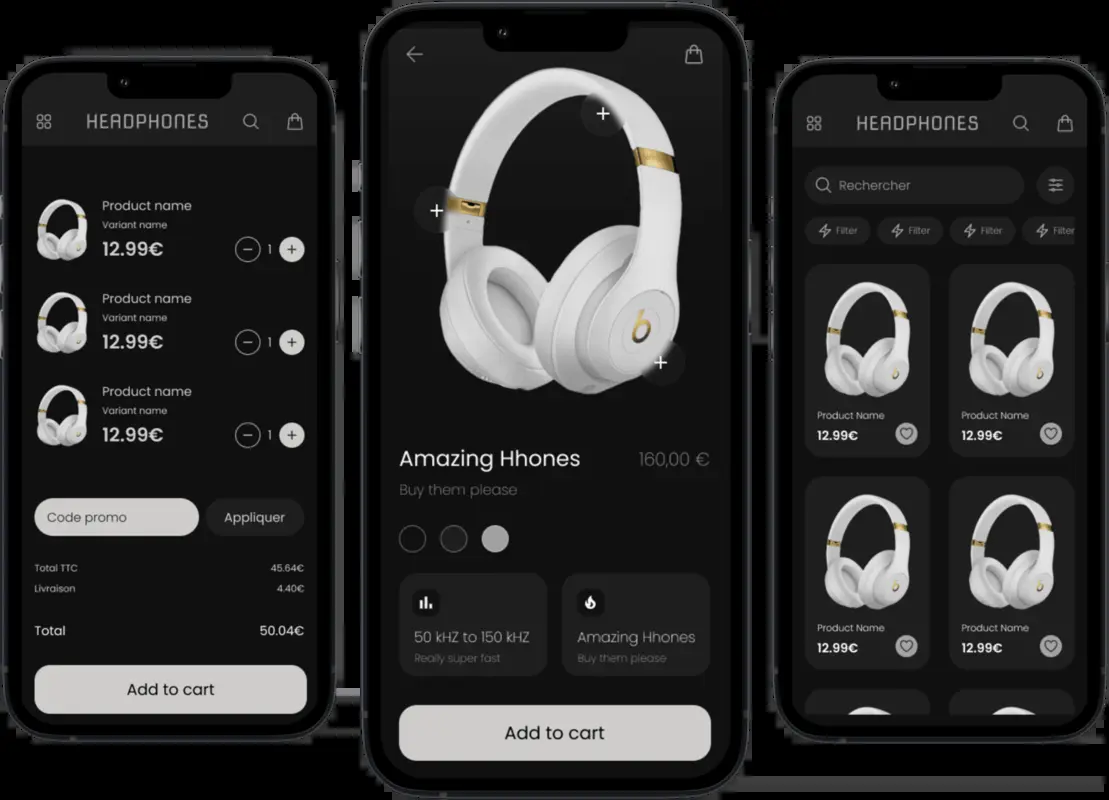 HEADPHONES
Product name
Variant name
12.99€
1
Product name
Variant name
12.99€
1
Product name
Variant name
12.99€
1
Code promo
Appliquer
Total TTC 45.64€
Livraison 4.40€
Total 50.04€
Add to cart
Amazing Hhones 160,00 €
Buy them please
50 kHZ to 150 kHZ
Really super fast
Amazing Hhones
Buy them please
Add to cart
HEADPHONES
Rechercher
Filter Filter Filter Filter
Product Name
12.99€
Product Name
12.99€
Product Name
12.99€
Product Name
12.99€